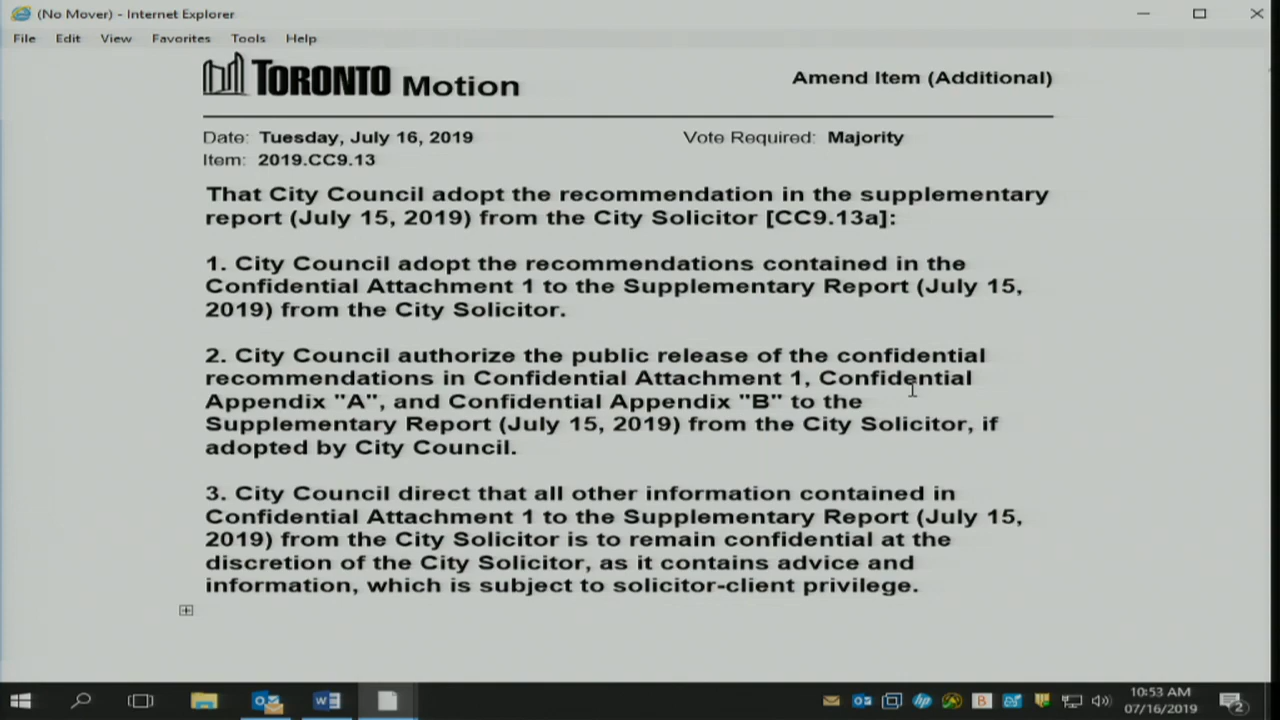 (No Mover) - Internet Explorer
File Edit View Favorites Tools Help
TORONTO Motion
Amend Item (Additional)
Date: Tuesday, July 16, 2019
Vote Required: Majority
Item: 2019.CC9.13
That City Council adopt the recommendation in the supplementary
report (July 15, 2019) from the City Solicitor [CC9.13a]:
1. City Council adopt the recommendations contained in the
Confidential Attachment 1 to the Supplementary Report (July 15,
2019) from the City Solicitor.
2. City Council authorize the public release of the confidential
recommendations in Confidential Attachment 1, Confidential
Appendix "A", and Confidential Appendix "B" to the
Supplementary Report (July 15, 2019) from the City Solicitor, if
adopted by City Council.
3. City Council direct that all other information contained in
Confidential Attachment 1 to the Supplementary Report (July 15,
2019) from the City Solicitor is to remain confidential at the
discretion of the City Solicitor, as it contains advice and
information, which is subject to solicitor-client privilege.
10:53 AM
07/16/2019
2